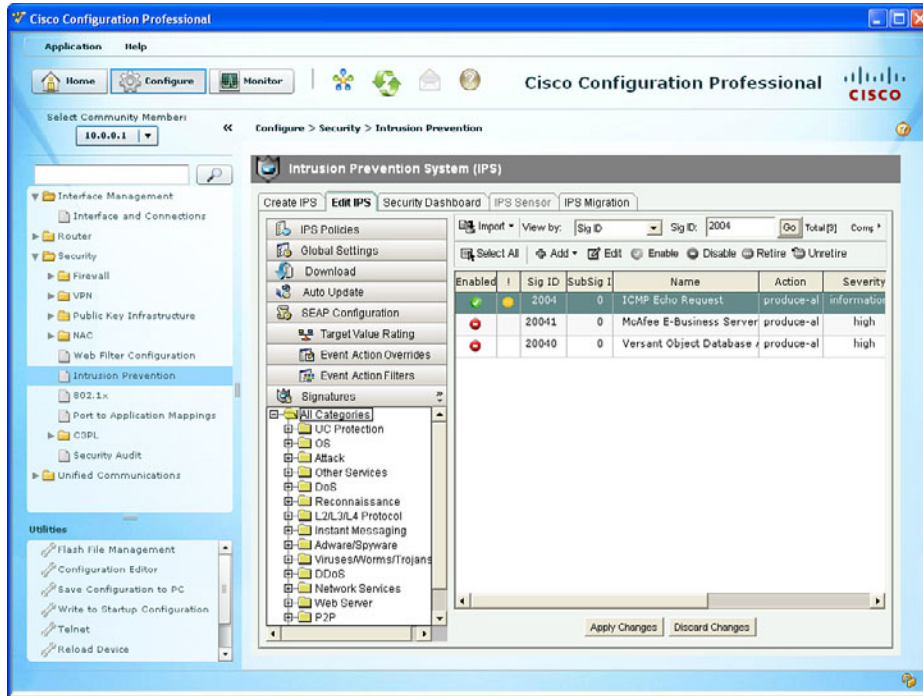 Cisco Configuration Professional
Application Help
Home Configure Monitor
Cisco Configuration Professional
CISCO
Select Community Member:
10.0.0.1
Configure > Security > Intrusion Prevention
Interface Management
Interface and Connections
Router
Security
Firewall
VPN
Public Key Infrastructure
NAC
Web Filter Configuration
Intrusion Prevention
802.1x
Port to Application Mappings
C3PL
Security Audit
Unified Communications
Utilities
Flash File Management
Configuration Editor
Save Configuration to PC
Write to Startup Configuration
Telnet
Reload Device
Intrusion Prevention System (IPS)
Create IPS Edit IPS Security Dashboard IPS Sensor IPS Migration
IPS Policies
Global Settings
Download
Auto Update
SEAP Configuration
Target Value Rating
Event Action Overrides
Event Action Filters
Signatures
All Categories
UC Protection
OS
Attack
Other Services
DoS
Reconnaissance
L2/L3/L4 Protocol
Instant Messaging
Adware/Spyware
Viruses/Worms/Trojans
DDoS
Network Services
Web Server
P2P
Import View by: Sig ID Sig ID: 2004 Go Total[3] Comp
Select All Add Edit Enable Disable Retire Unretire
Enabled ! Sig ID SubSig I Name Action Severity
2004 0 ICMP Echo Request produce-al information
20041 0 McAfee E-Business Server produce-al high
20040 0 Versant Object Database produce-al high
Apply Changes Discard Changes